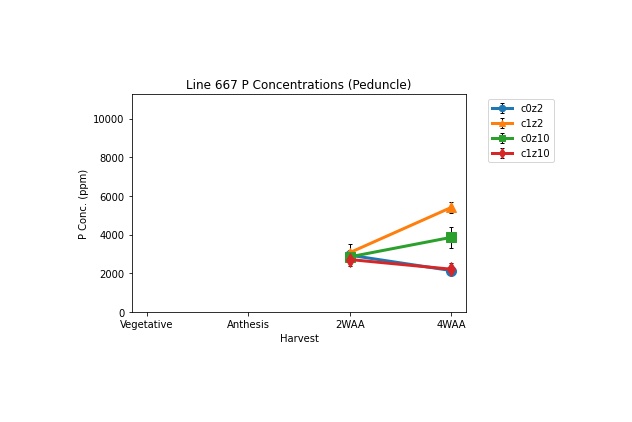 Line 667 P Concentrations (Peduncle)
c0z2
c1z2
c0z10
c1z10
10000
8000
6000
4000
2000
0
P Conc. (ppm)
Vegetative Anthesis 2WAA 4WAA
Harvest